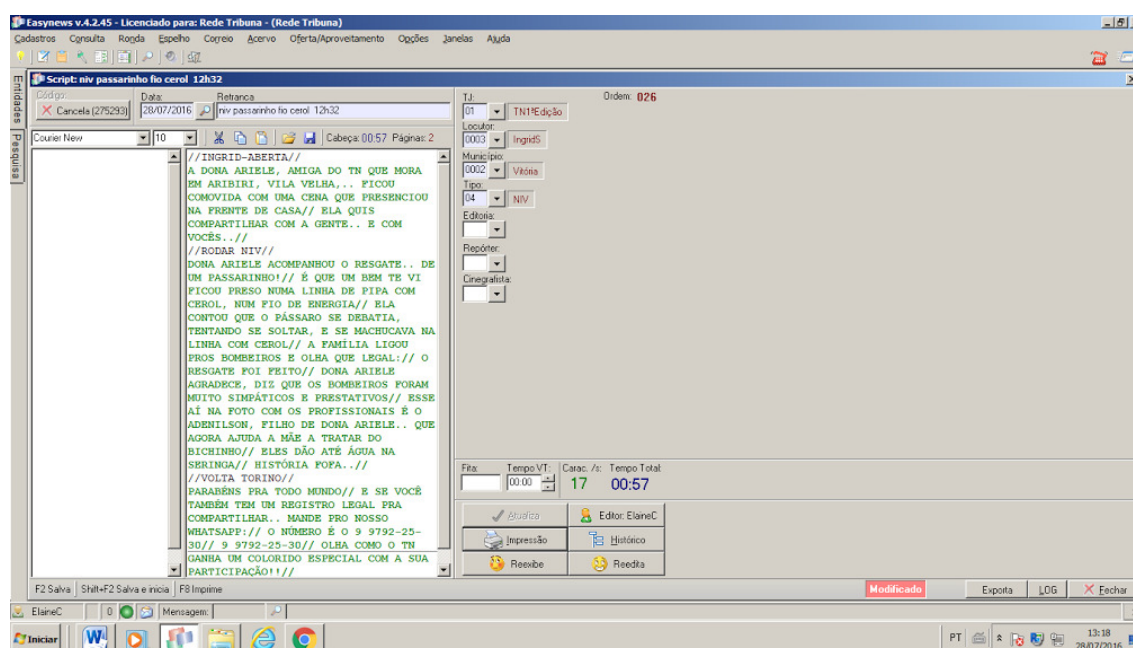 Easynews v.4.2.45 - Licenciado para: Rede Tribuna - (Rede Tribuna)
Cadastros Consulta Ronda Espelho Correio Acervo Oferta/Aproveitamento Opções Janelas Ajuda
Entidades
Pesquisa
Script: niv passarinho fio cerol 12h32
Código:
Data:
Retranca
Cancela (275293)
28/07/2016
niv passarinho fio cerol 12h32
Courier New
10
Cabeça: 00:57 Páginas: 2
//INGRID-ABERTA//
A DONA ARIELE, AMIGA DO TN QUE MORA
EM ARIBIRI, VILA VELHA,.. FICOU
COMOVIDA COM UMA CENA QUE PRESENCIOU
NA FRENTE DE CASA// ELA QUIS
COMPARTILHAR COM A GENTE.. E COM
VOCÊS..//
//RODAR NIV//
DONA ARIELE ACOMPANHOU O RESGATE.. DE
UM PASSARINHO!// É QUE UM BEM TE VI
FICOU PRESO NUMA LINHA DE PIPA COM
CEROL, NUM FIO DE ENERGIA// ELA
CONTOU QUE O PÁSSARO SE DEBATIA,
TENTANDO SE SOLTAR, E SE MACHUCAVA NA
LINHA COM CEROL// A FAMÍLIA LIGOU
PROS BOMBEIROS E OLHA QUE LEGAL:// O
RESGATE FOI FEITO// DONA ARIELE
AGRADECE, DIZ QUE OS BOMBEIROS FORAM
MUITO SIMPÁTICOS E PRESTATIVOS// ESSE
AÍ NA FOTO COM OS PROFISSIONAIS É O
ADENILSON, FILHO DE DONA ARIELE.. QUE
AGORA AJUDA A MÃE A TRATAR DO
BICHINHO// ELES DÃO ATÉ ÁGUA NA
SERINGA// HISTÓRIA FOFA..//
//VOLTA TORINO//
PARABÉNS PRA TODO MUNDO// E SE VOCÊ
TAMBÉM TEM UM REGISTRO LEGAL PRA
COMPARTILHAR.. MANDE PRO NOSSO
WHATSAPP:// O NÚMERO É O 9 9792-25-
30// 9 9792-25-30// OLHA COMO O TN
GANHA UM COLORIDO ESPECIAL COM A SUA
PARTICIPAÇÃO!!//
TJ:
Ordem: 026
01
TN1ªEdição
Locutor:
0003
IngridS
Município:
0002
Vitória
Tipo:
04
NIV
Editoria:
Repórter:
Cinegrafista:
Fita:
Tempo VT:
Carac. /s:
Tempo Total:
00:00
17
00:57
Atualiza
Editor: ElaineC
Impressão
Histórico
Reexibe
Reedita
F2 Salva
Shift+F2 Salva e inicia
F8 Imprime
Modificado
Exporta
LOG
Fechar
ElaineC
0
Mensagem:
Iniciar
PT
13:18
28/07/2016